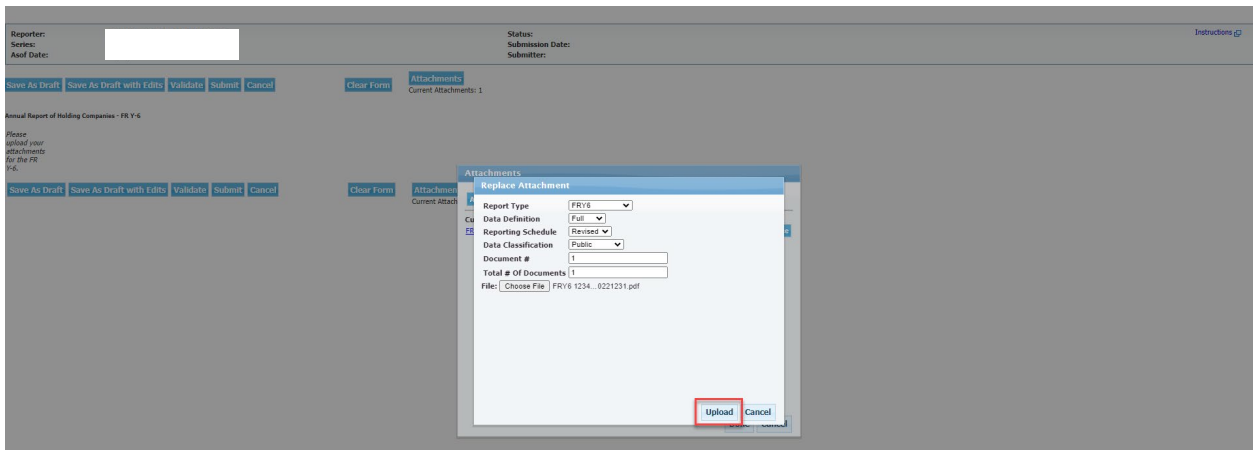 Reporter:
Series:
Asof Date:
Status:
Submission Date:
Submitter:
Instructions
Save As Draft Save As Draft with Edits Validate Submit Cancel Clear Form Attachments
Current Attachments: 1
Annual Report of Holding Companies - FR Y-6
Please
upload your
attachments
for the FR
Y-6.
Save As Draft Save As Draft with Edits Validate Submit Cancel Clear Form Attachmen
Current Attach
Attachments
Replace Attachment
Report Type FRY6
Data Definition Full
Reporting Schedule Revised
Data Classification Public
Document # 1
Total # Of Documents 1
File: Choose File FRY6 1234...0221231.pdf
Upload Cancel